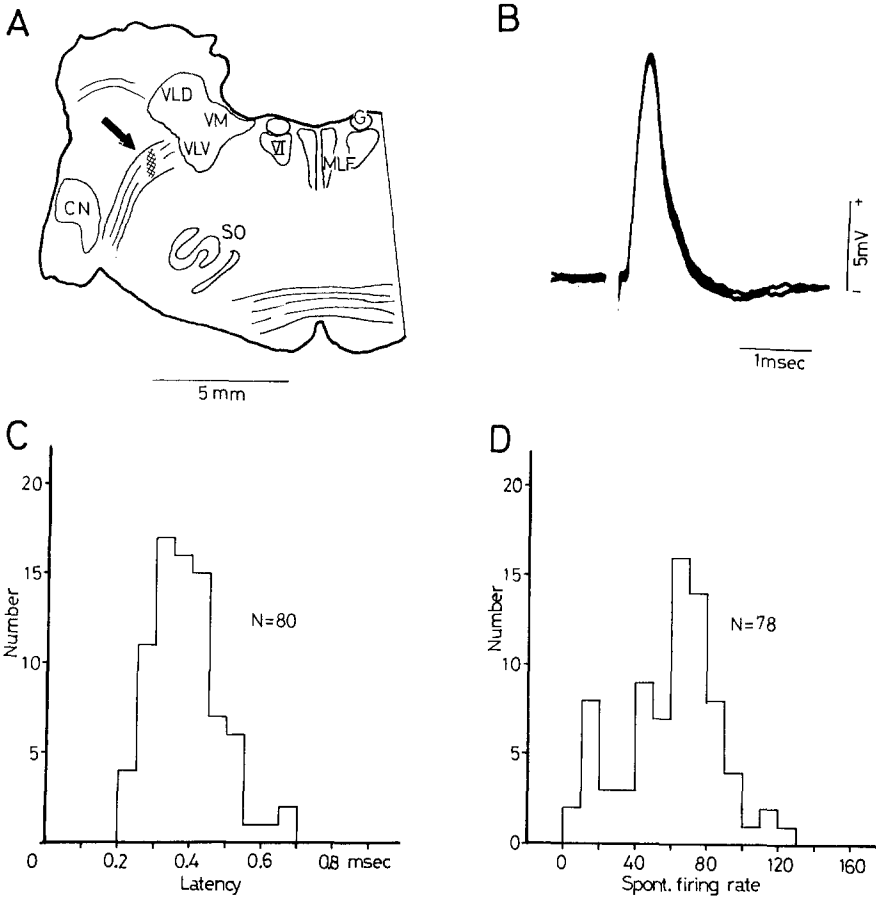 A
VLD
VM
VLV
CN
SO
VI
MLF
G
5 mm
B
+
5mV
−
1msec
C
20
15
10
5
0
Number
N=80
0.2 0.4 0.6 0.8 msec
Latency
D
20
15
10
5
0
Number
N=78
0 40 80 120 160
Spont. firing rate